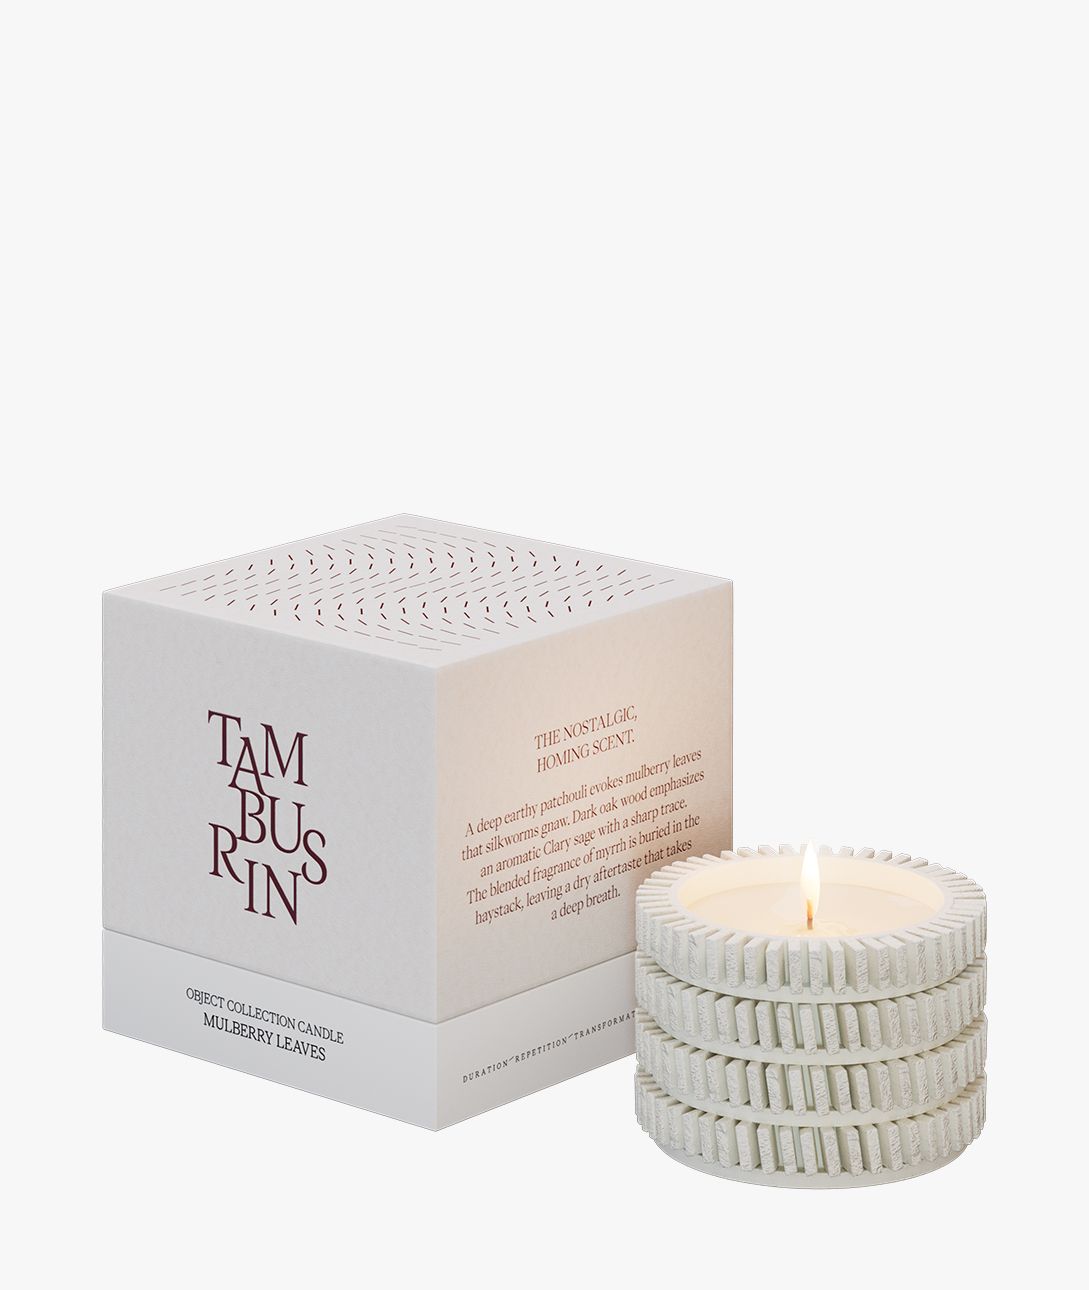 TAM
BUS
RIN
OBJECT COLLECTION CANDLE
MULBERRY LEAVES
THE NOSTALGIC,
HOMING SCENT.
A deep earthy patchouli evokes mulberry leaves
that silkworms gnaw. Dark oak wood emphasizes
an aromatic Clary sage with a sharp trace.
The blended fragrance of myrrh is buried in the
haystack, leaving a dry aftertaste that takes
a deep breath.
DURATION REPETITION